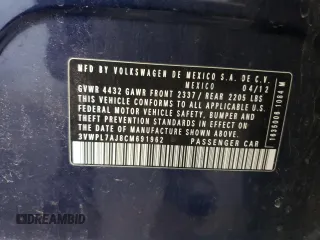 MFD BY VOLKSWAGEN DE MEXICO S.A. DE C.V.
MEXICO 04/12
GVWR 4432 GAWR FRONT 2337 / REAR 2205 LBS
THIS VEHICLE CONFORMS TO ALL APPLICABLE
FEDERAL MOTOR VEHICLE SAFETY, BUMPER AND
THEFT PREVENTION STANDARDS IN EFFECT ON
THE DATE OF MANUFACTURE SHOWN ABOVE
3VWPL7AJ8CM691962 PASSENGER CAR
© AutoBidMaster